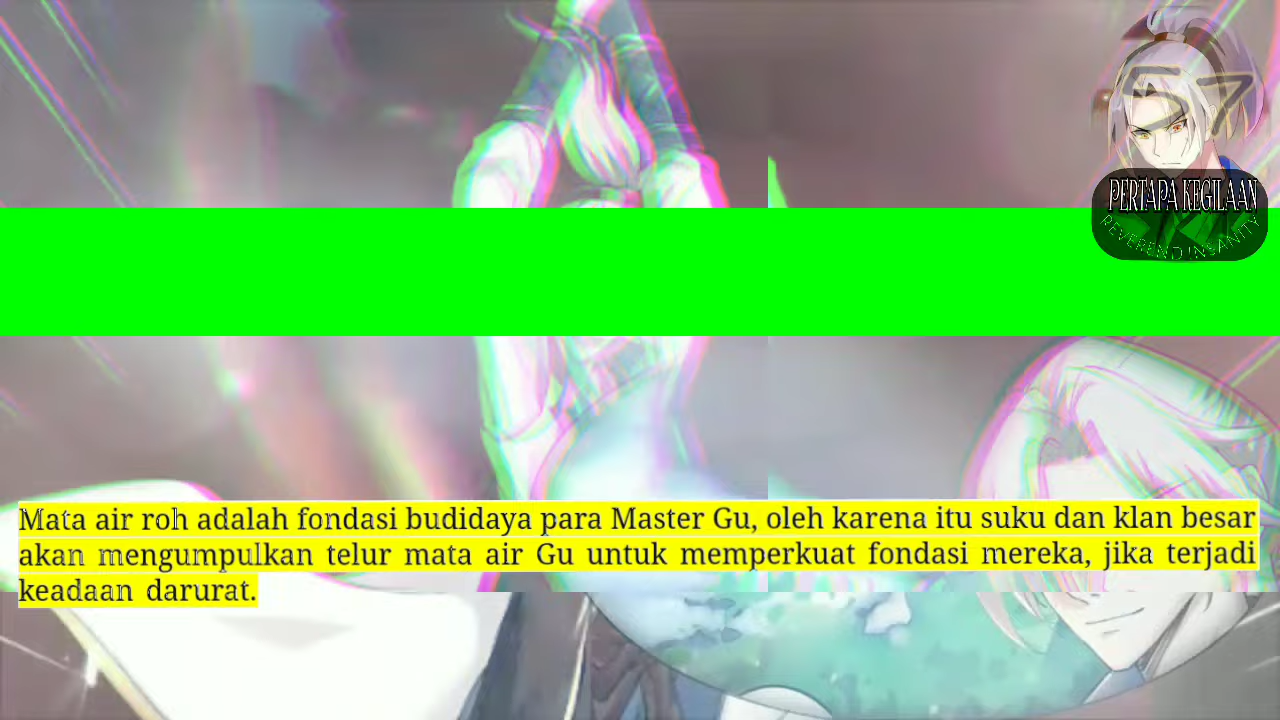 57
PERTAPA KEGILAAN
REVEREND INSANITY
Mata air roh adalah fondasi budidaya para Master Gu, oleh karena itu suku dan klan besar
akan mengumpulkan telur mata air Gu untuk memperkuat fondasi mereka, jika terjadi
keadaan darurat.